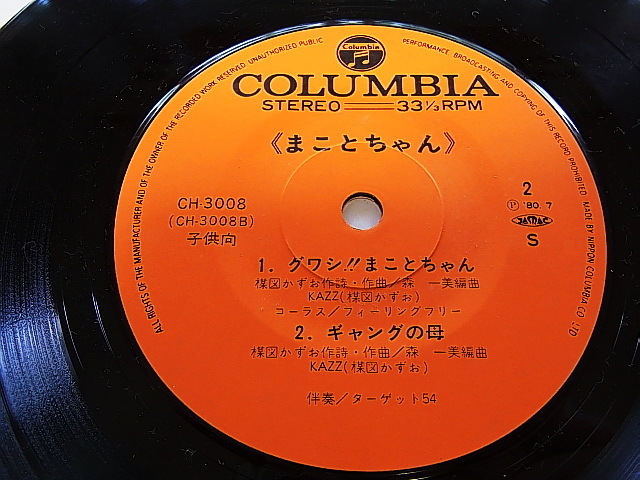 ALL RIGHTS OF THE MANUFACTURER AND OF THE OWNER OF THE RECORDED WORK RESERVED UNAUTHORIZED PUBLIC PERFORMANCE BROADCASTING AND COPYING OF THIS RECORD PROHIBITED MADE BY NIPPON COLUMBIA CO LTD
Columbia
COLUMBIA
STEREO 33 1/3 RPM
《まことちゃん》
CH-3008
(CH-3008B)
子供向
2
Ⓟ '80. 7
JASRAC
S
1. グワシ!! まことちゃん
楳図かずお作詩・作曲/森 一美編曲
KAZZ(楳図かずお)
コーラス/フィーリングフリー
2. ギャングの母
楳図かずお作詩・作曲/森 一美編曲
KAZZ(楳図かずお)
伴奏/ターゲット54